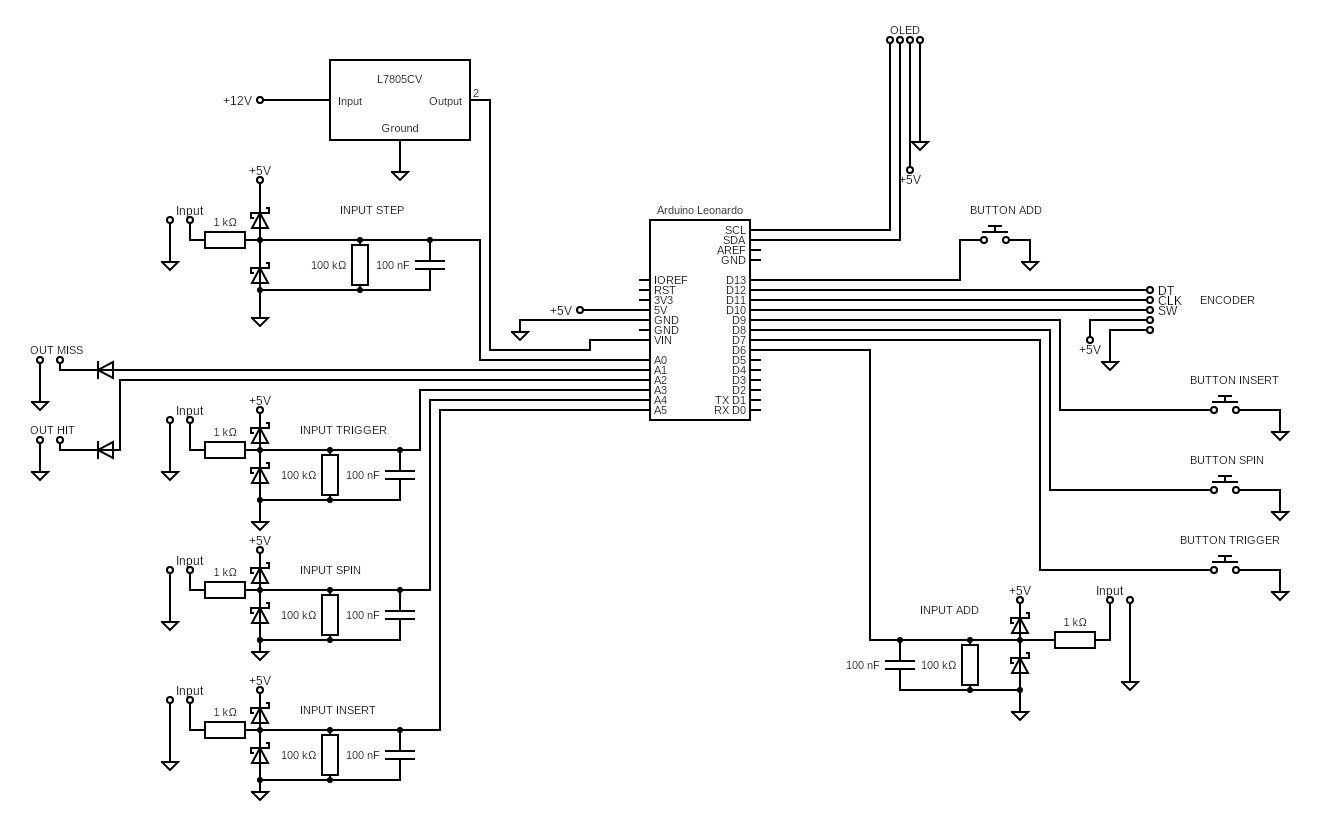 OLED
L7805CV
+12V
Input
Output
2
Ground
+5V
+5V
Input
1 kΩ
INPUT STEP
100 kΩ
100 nF
Arduino Leonardo
SCL
SDA
AREF
GND
IOREF
RST
3V3
5V
GND
GND
VIN
A0
A1
A2
A3
A4
A5
D13
D12
D11
D10
D9
D8
D7
D6
D5
D4
D3
D2
TX D1
RX D0
+5V
BUTTON ADD
DT
CLK
SW
ENCODER
+5V
OUT MISS
OUT HIT
BUTTON INSERT
BUTTON SPIN
BUTTON TRIGGER
+5V
Input
1 kΩ
INPUT TRIGGER
100 kΩ
100 nF
+5V
Input
1 kΩ
INPUT SPIN
100 kΩ
100 nF
+5V
Input
1 kΩ
INPUT INSERT
100 kΩ
100 nF
+5V
Input
INPUT ADD
1 kΩ
100 nF
100 kΩ